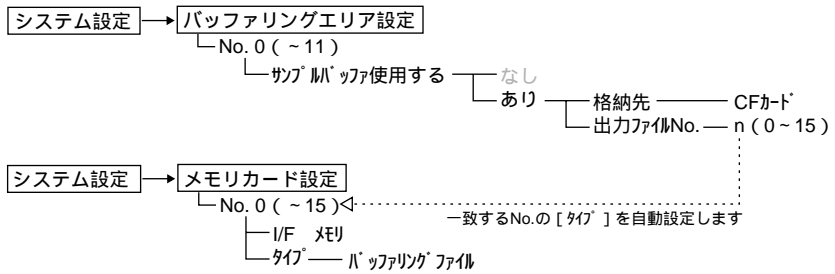 システム設定 バッファリングエリア設定
No. 0 ( ~ 11 )
ｻﾝﾌﾟﾙﾊﾞｯﾌｧ使用する なし
あり 格納先 CFｶｰﾄﾞ
出力ﾌｧｲﾙNo. n ( 0 ~ 15 )
システム設定 メモリカード設定
No. 0 ( ~ 15 )
一致するNo.の [ ﾀｲﾌﾟ ] を自動設定します
I/F ﾒﾓﾘ
ﾀｲﾌﾟ ﾊﾞｯﾌｧﾘﾝｸﾞﾌｧｲﾙ